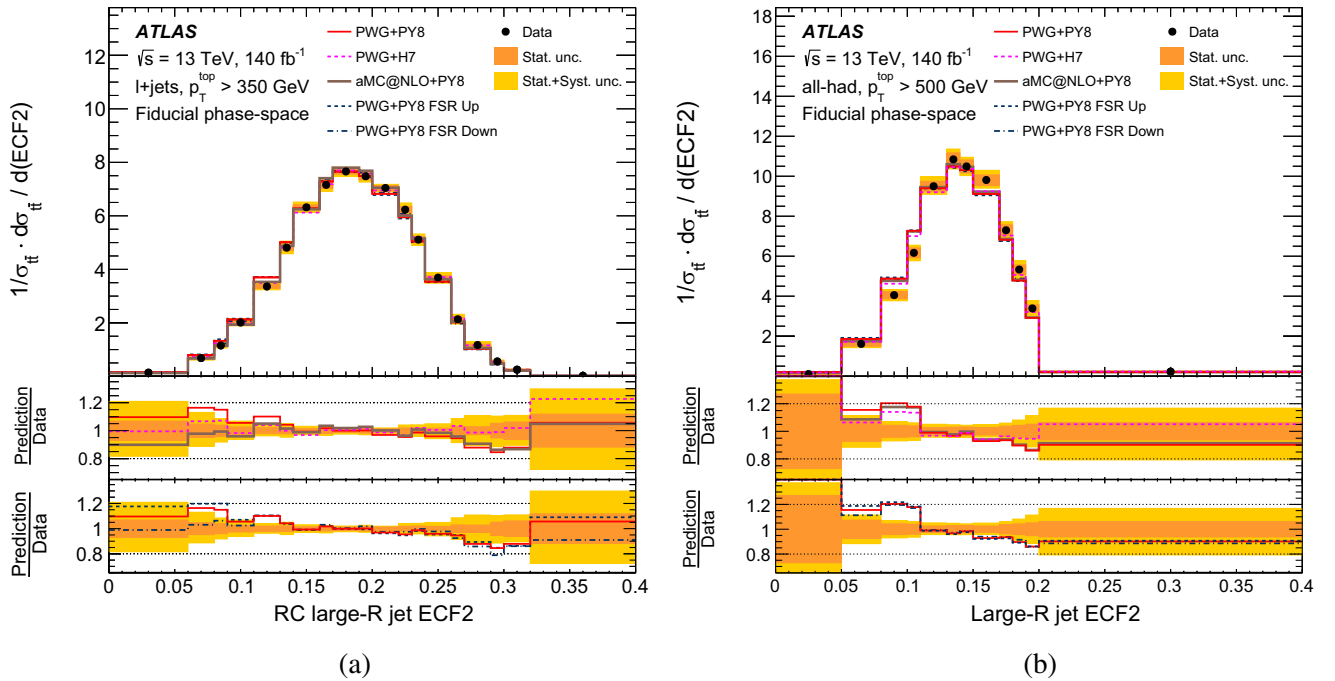 ATLAS
√s = 13 TeV, 140 fb⁻¹
l+jets, p_T^top > 350 GeV
Fiducial phase-space
PWG+PY8
PWG+H7
aMC@NLO+PY8
PWG+PY8 FSR Up
PWG+PY8 FSR Down
Data
Stat. unc.
Stat.+Syst. unc.
1/σ_tt̄ · dσ_tt̄ / d(ECF2)
12
10
8
6
4
2
Prediction
Data
1.2
1
0.8
Prediction
Data
1.2
1
0.8
0 0.05 0.1 0.15 0.2 0.25 0.3 0.35 0.4
RC large-R jet ECF2
(a)
ATLAS
√s = 13 TeV, 140 fb⁻¹
all-had, p_T^top > 500 GeV
Fiducial phase-space
PWG+PY8
PWG+H7
aMC@NLO+PY8
PWG+PY8 FSR Up
PWG+PY8 FSR Down
Data
Stat. unc.
Stat.+Syst. unc.
1/σ_tt̄ · dσ_tt̄ / d(ECF2)
18
16
14
12
10
8
6
4
2
Prediction
Data
1.2
1
0.8
Prediction
Data
1.2
1
0.8
0 0.05 0.1 0.15 0.2 0.25 0.3 0.35 0.4
Large-R jet ECF2
(b)